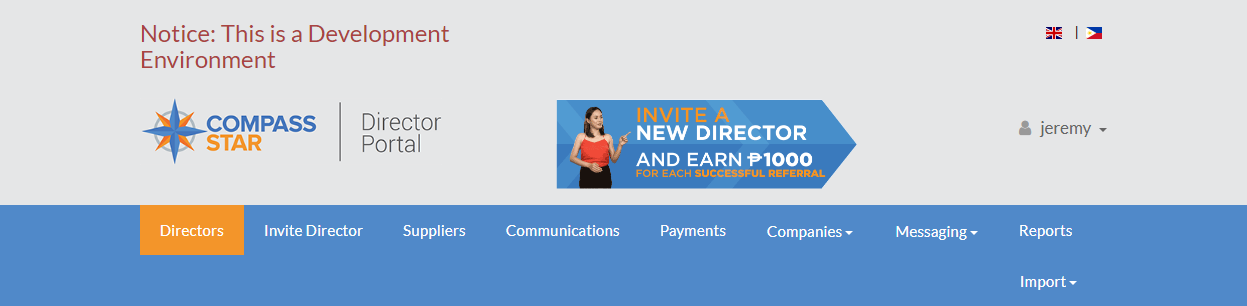 Notice: This is a Development
Environment
|
COMPASS
STAR
Director
Portal
INVITE A
NEW DIRECTOR
AND EARN ₱1000
FOR EACH SUCCESSFUL REFERRAL
jeremy
Directors
Invite Director
Suppliers
Communications
Payments
Companies
Messaging
Reports
Import